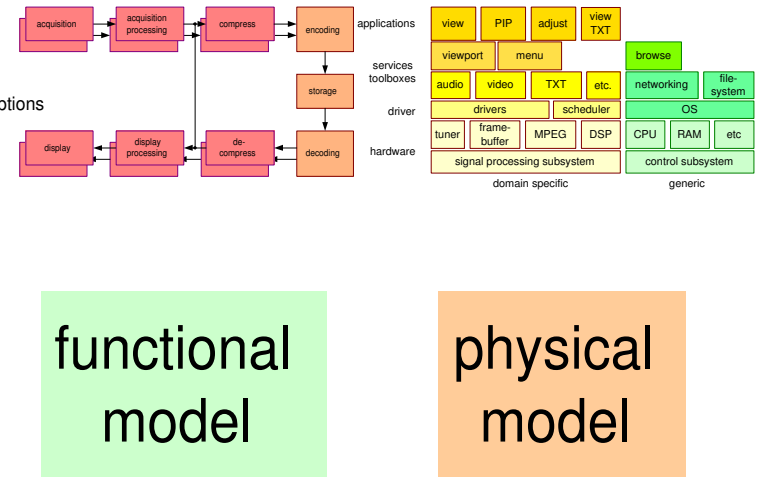 acquisition
acquisition
processing
compress
encoding
storage
display
display
processing
de-
compress
decoding
applications
services
toolboxes
driver
hardware
view
PIP
adjust
view
TXT
viewport
menu
browse
audio
video
TXT
etc.
networking
file-
system
drivers
scheduler
OS
tuner
frame-
buffer
MPEG
DSP
CPU
RAM
etc
signal processing subsystem
control subsystem
domain specific
generic
functional
model
physical
model